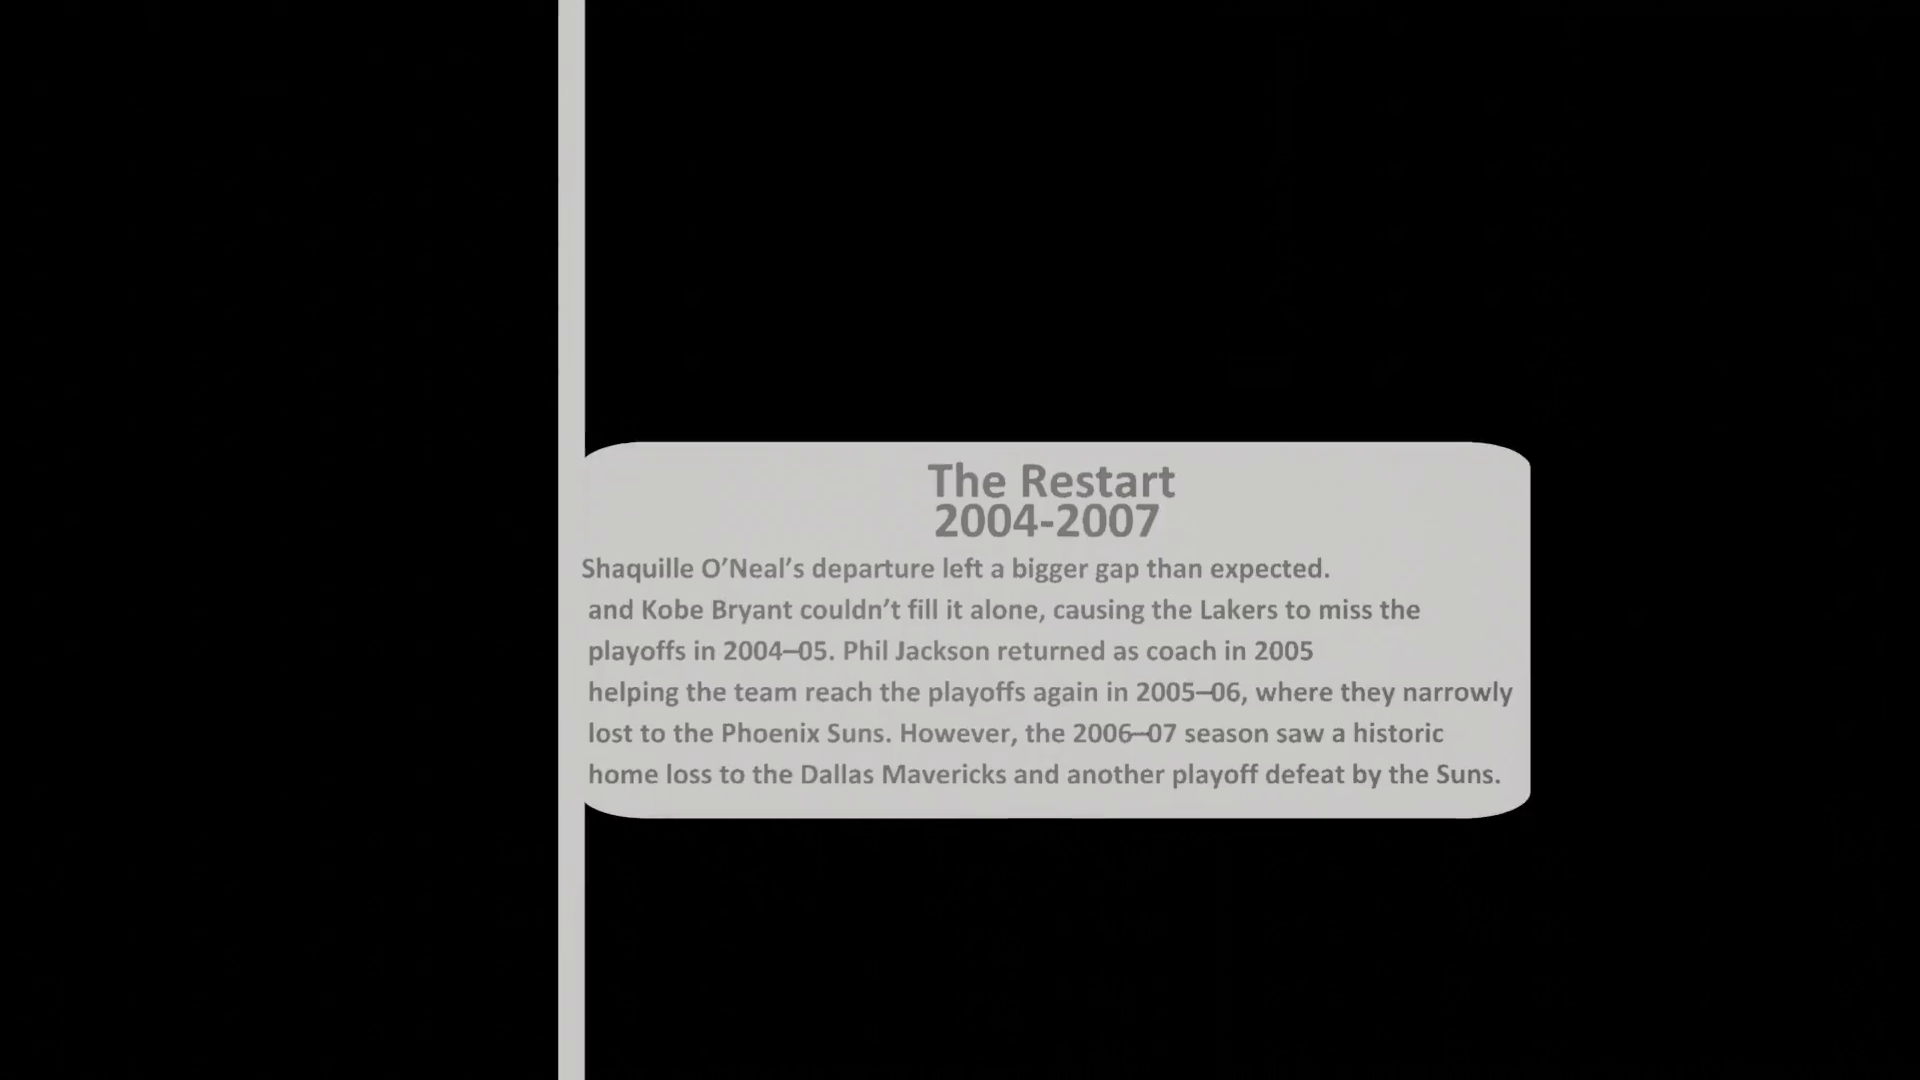 The Restart
2004-2007
Shaquille O’Neal’s departure left a bigger gap than expected.
and Kobe Bryant couldn’t fill it alone, causing the Lakers to miss the
playoffs in 2004–05. Phil Jackson returned as coach in 2005
helping the team reach the playoffs again in 2005–06, where they narrowly
lost to the Phoenix Suns. However, the 2006–07 season saw a historic
home loss to the Dallas Mavericks and another playoff defeat by the Suns.